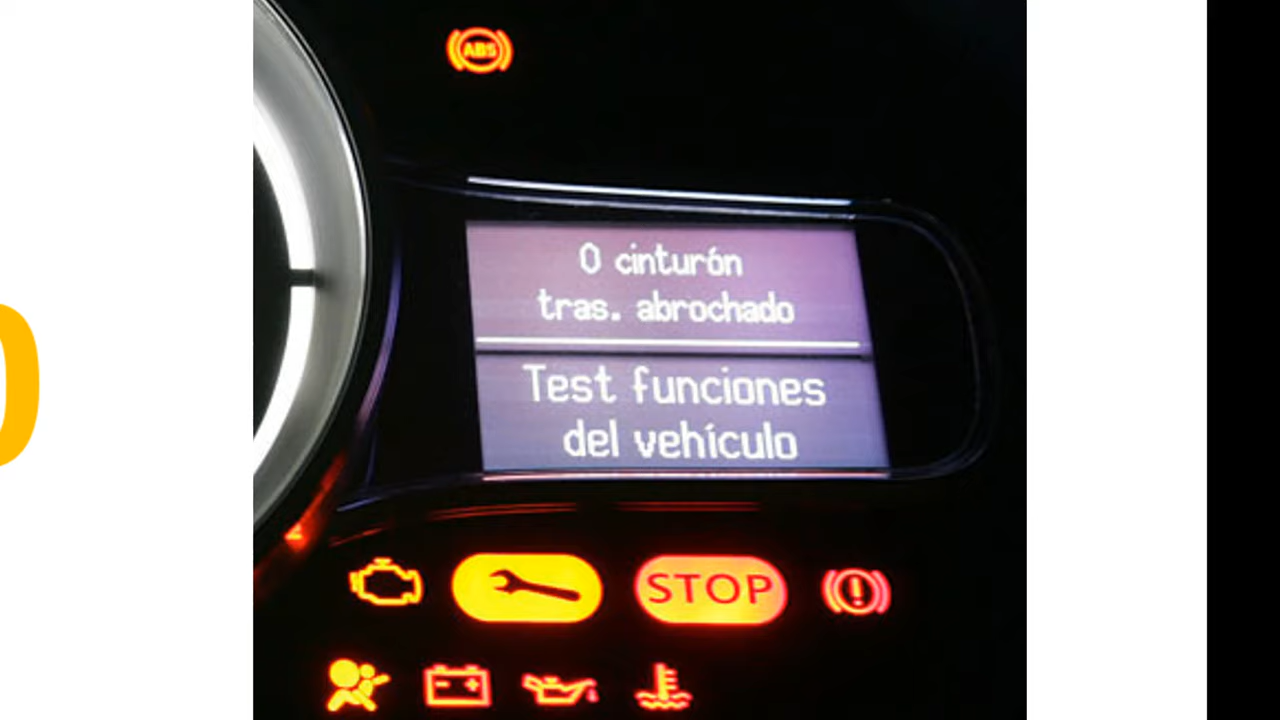 ABS
0 cinturón
tras. abrochado
Test funciones
del vehículo
STOP